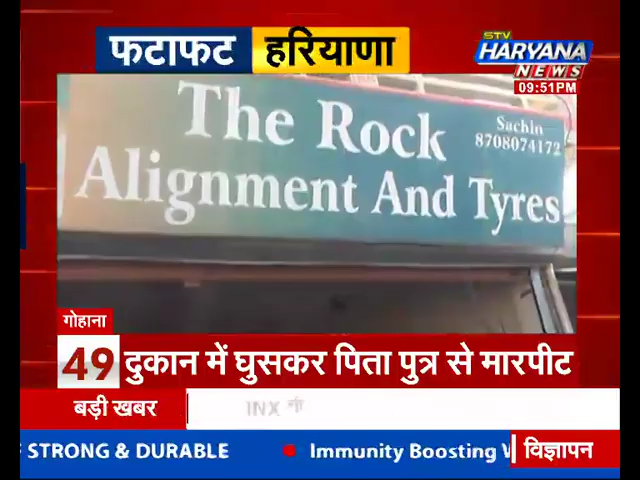 फटाफट हरियाणा
STV
HARYANA
NEWS
09:51PM
The Rock
Sachin
8708074172
Alignment And Tyres
गोहाना
49 दुकान में घुसकर पिता पुत्र से मारपीट
बड़ी खबर INX
STRONG & DURABLE Immunity Boosting विज्ञापन